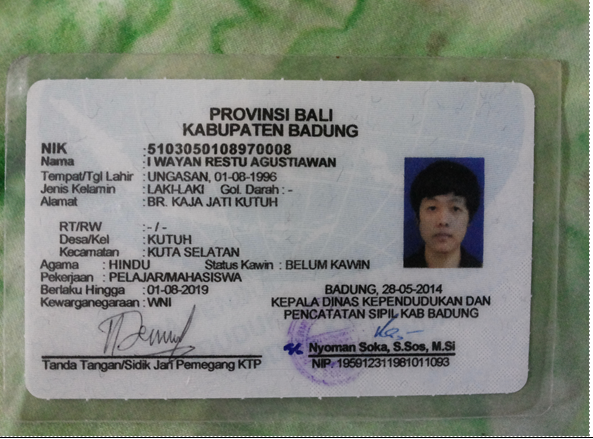 PROVINSI BALI
KABUPATEN BADUNG
NIK :5103050108970008
Nama :I WAYAN RESTU AGUSTIAWAN
Tempat/Tgl Lahir :UNGASAN, 01-08-1996
Jenis Kelamin :LAKI-LAKI Gol. Darah : -
Alamat :BR. KAJA JATI KUTUH
RT/RW :- / -
Desa/Kel :KUTUH
Kecamatan :KUTA SELATAN
Agama : HINDU Status Kawin : BELUM KAWIN
Pekerjaan : PELAJAR/MAHASISWA
Berlaku Hingga :01-08-2019
Kewarganegaraan:WNI
BADUNG, 28-05-2014
KEPALA DINAS KEPENDUDUKAN DAN
PENCATATAN SIPIL KAB BADUNG
Nyoman Soka, S.Sos, M.Si
NIP. 195912311981011093
Tanda Tangan/Sidik Jari Pemegang KTP